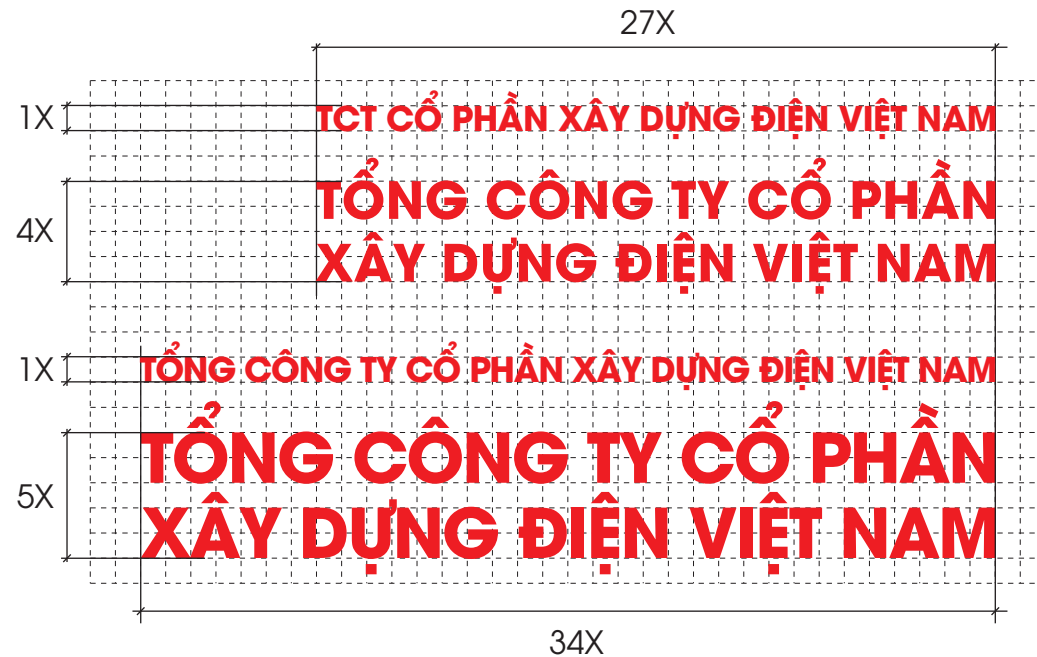 27X
1X
TCT CỔ PHẦN XÂY DỰNG ĐIỆN VIỆT NAM
4X
TỔNG CÔNG TY CỔ PHẦN
XÂY DỰNG ĐIỆN VIỆT NAM
1X
TỔNG CÔNG TY CỔ PHẦN XÂY DỰNG ĐIỆN VIỆT NAM
5X
TỔNG CÔNG TY CỔ PHẦN
XÂY DỰNG ĐIỆN VIỆT NAM
34X